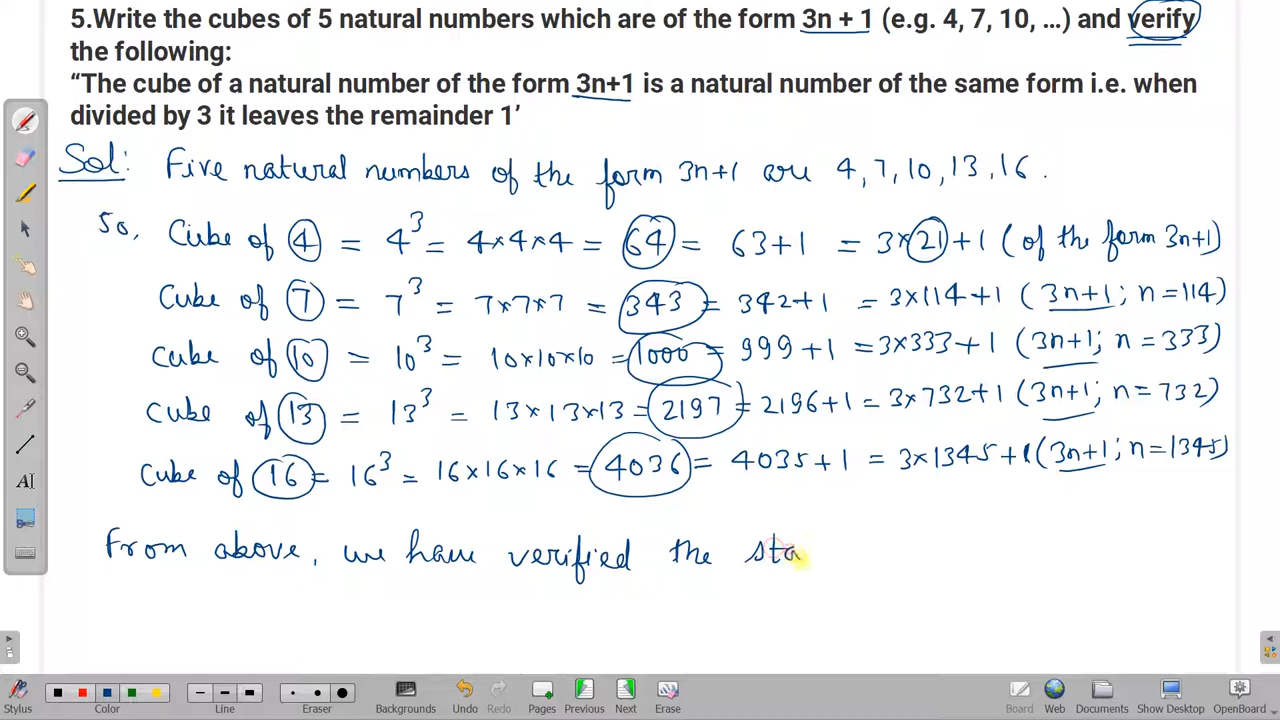 5.Write the cubes of 5 natural numbers which are of the form 3n + 1 (e.g. 4, 7, 10, ...) and verify
the following:
“The cube of a natural number of the form 3n+1 is a natural number of the same form i.e. when
divided by 3 it leaves the remainder 1’
Sol: Five natural numbers of the form 3n+1 are 4, 7, 10, 13, 16.
So, Cube of 4 = 4³ = 4×4×4 = 64 = 63+1 = 3×21+1 (of the form 3n+1)
Cube of 7 = 7³ = 7×7×7 = 343 = 342+1 = 3×114+1 (3n+1; n=114)
Cube of 10 = 10³ = 10×10×10 = 1000 = 999+1 = 3×333+1 (3n+1; n=333)
Cube of 13 = 13³ = 13×13×13 = 2197 = 2196+1 = 3×732+1 (3n+1; n=732)
Cube of 16 = 16³ = 16×16×16 = 4036 = 4035+1 = 3×1345+1 (3n+1; n=1345)
From above, we have verified the sta
Stylus Color Line Eraser Backgrounds Undo Redo Pages Previous Next Erase Board Web Documents Show Desktop OpenBoard